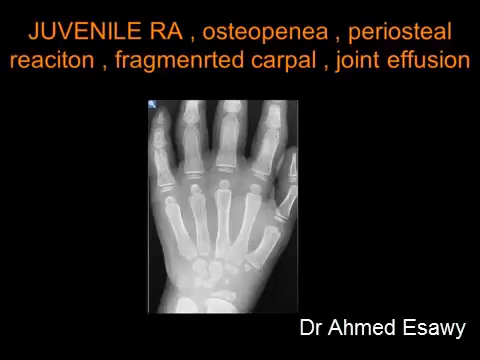 JUVENILE RA , osteopenea , periosteal
reaciton , fragmenrted carpal , joint effusion
Dr Ahmed Esawy